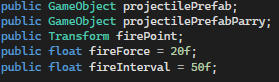 public GameObject projectilePrefab;
public GameObject projectilePrefabParry;
public Transform firePoint;
public float fireForce = 20f;
public float fireInterval = 50f;